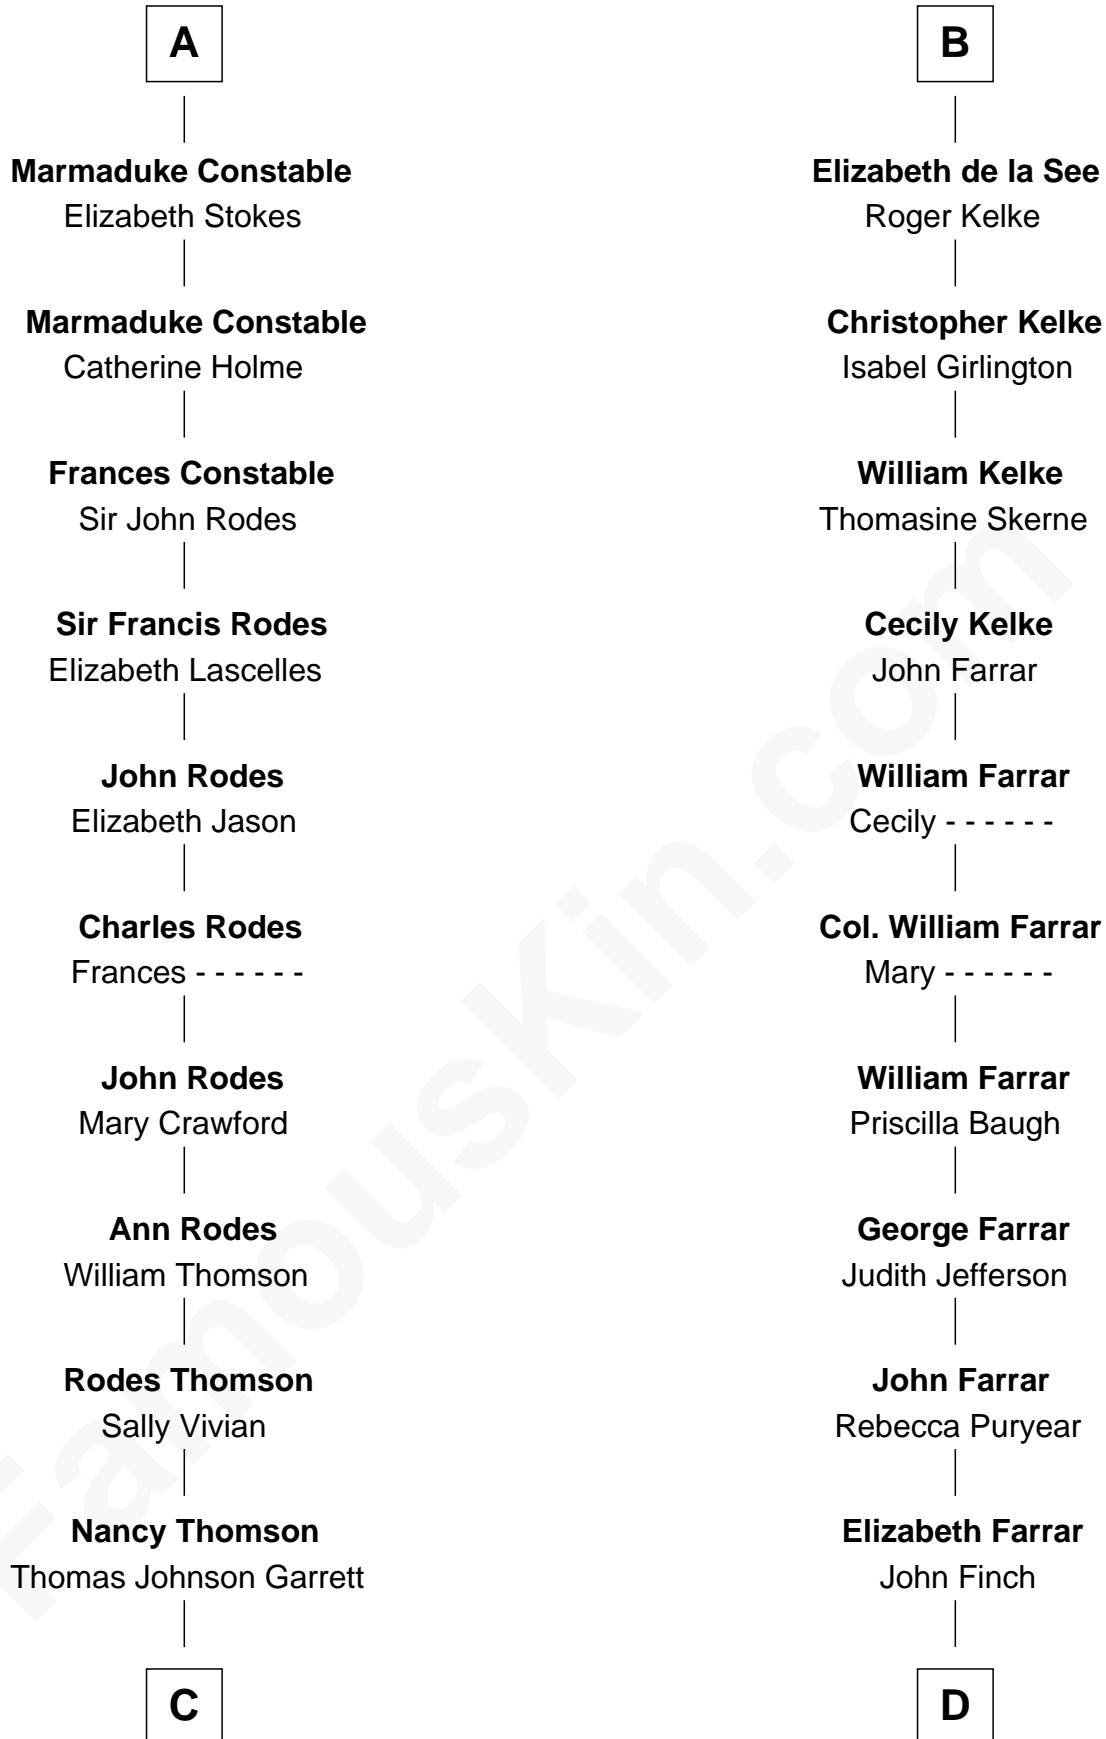 A
Marmaduke Constable
Elizabeth Stokes
Marmaduke Constable
Catherine Holme
Frances Constable
Sir John Rodes
Sir Francis Rodes
Elizabeth Lascelles
John Rodes
Elizabeth Jason
Charles Rodes
Frances - - - - - -
John Rodes
Mary Crawford
Ann Rodes
William Thomson
Rodes Thomson
Sally Vivian
Nancy Thomson
Thomas Johnson Garrett
C
B
Elizabeth de la See
Roger Kelke
Christopher Kelke
Isabel Girlington
William Kelke
Thomasine Skerne
Cecily Kelke
John Farrar
William Farrar
Cecily - - - - - -
Col. William Farrar
Mary - - - - - -
William Farrar
Priscilla Baugh
George Farrar
Judith Jefferson
John Farrar
Rebecca Puryear
Elizabeth Farrar
John Finch
D
FamousKin.com